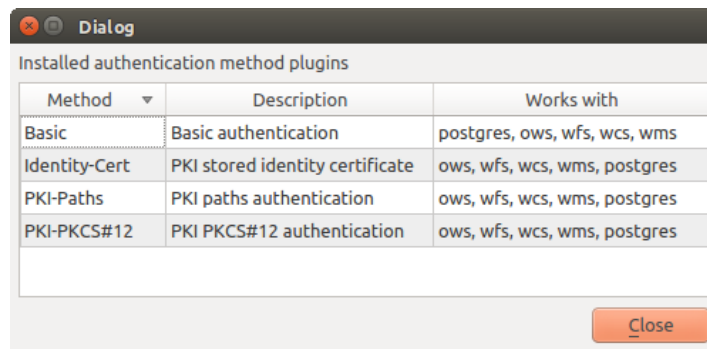 Dialog
Installed authentication method plugins
Method Description Works with
Basic Basic authentication postgres, ows, wfs, wcs, wms
Identity-Cert PKI stored identity certificate ows, wfs, wcs, wms, postgres
PKI-Paths PKI paths authentication ows, wfs, wcs, wms, postgres
PKI-PKCS#12 PKI PKCS#12 authentication ows, wfs, wcs, wms, postgres
Close